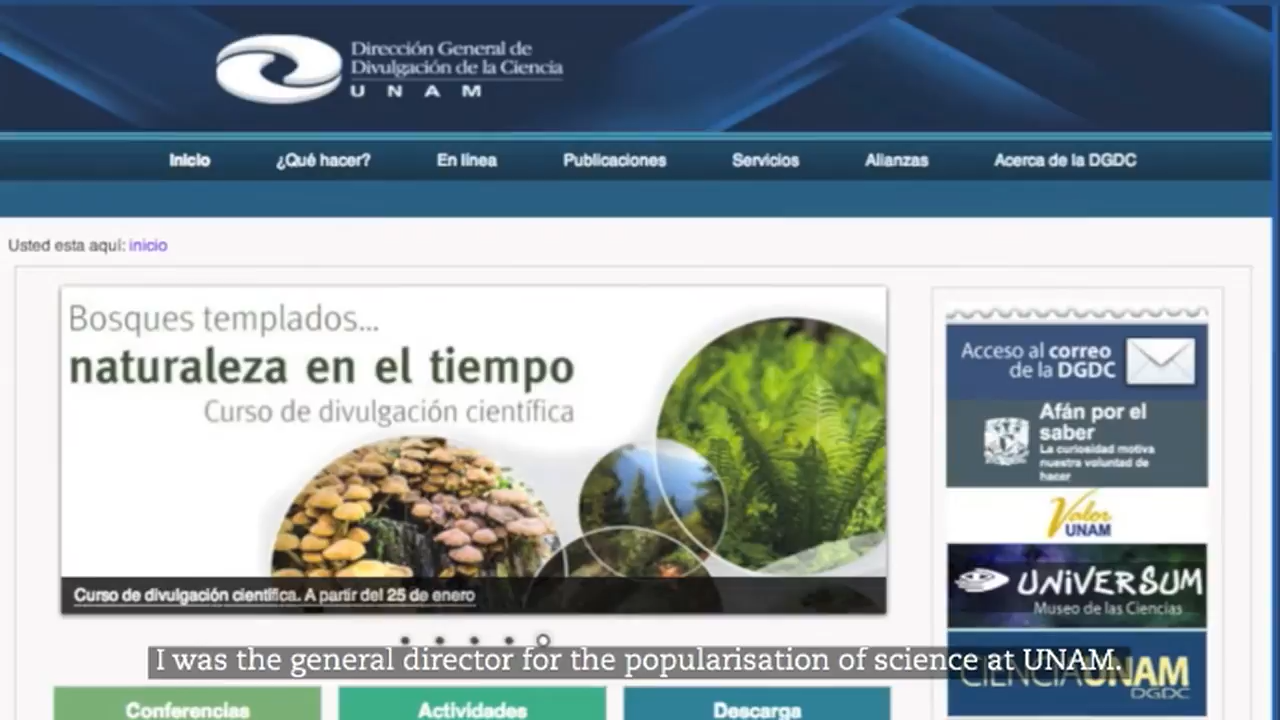 Dirección General de
Divulgación de la Ciencia
UNAM
Inicio ¿Qué hacer? En línea Publicaciones Servicios Alianzas Acerca de la DGDC
Usted esta aquí: inicio
Bosques templados...
naturaleza en el tiempo
Curso de divulgación científica
Curso de divulgación científica. A partir del 25 de enero
Acceso al correo
de la DGDC
Afán por el
saber
La curiosidad motiva
nuestra voluntad de
hacer
Valor
UNAM
UNIVERSUM
Museo de las Ciencias
I was the general director for the popularisation of science at UNAM.
CIENCIAUNAM
DGDC
Conferencias Actividades Descarga